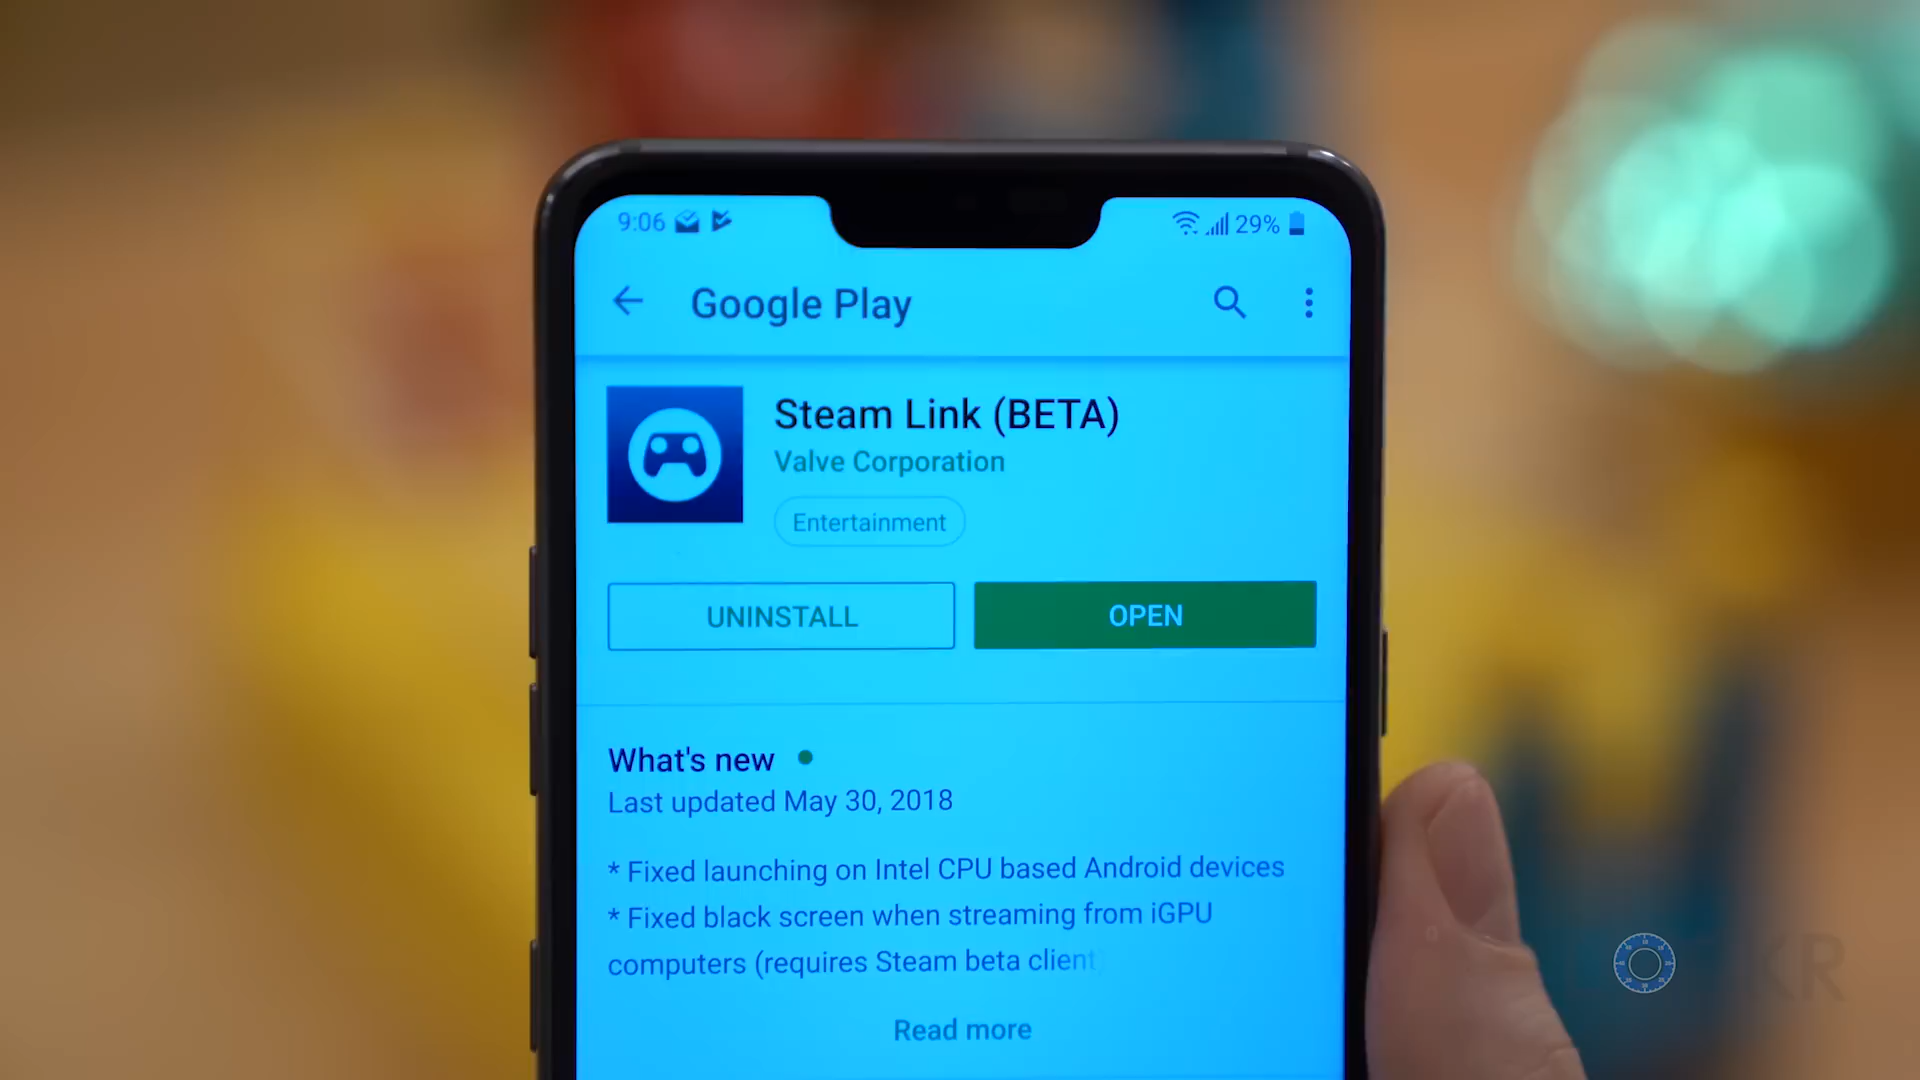 9:06
29%
Google Play
Steam Link (BETA)
Valve Corporation
Entertainment
UNINSTALL
OPEN
What's new
Last updated May 30, 2018
* Fixed launching on Intel CPU based Android devices
* Fixed black screen when streaming from iGPU
computers (requires Steam beta client)
Read more